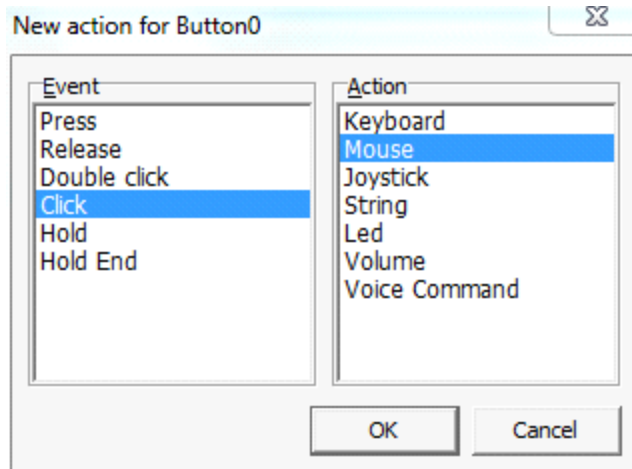 New action for Button0
Event
Press
Release
Double click
Click
Hold
Hold End
Action
Keyboard
Mouse
Joystick
String
Led
Volume
Voice Command
OK
Cancel